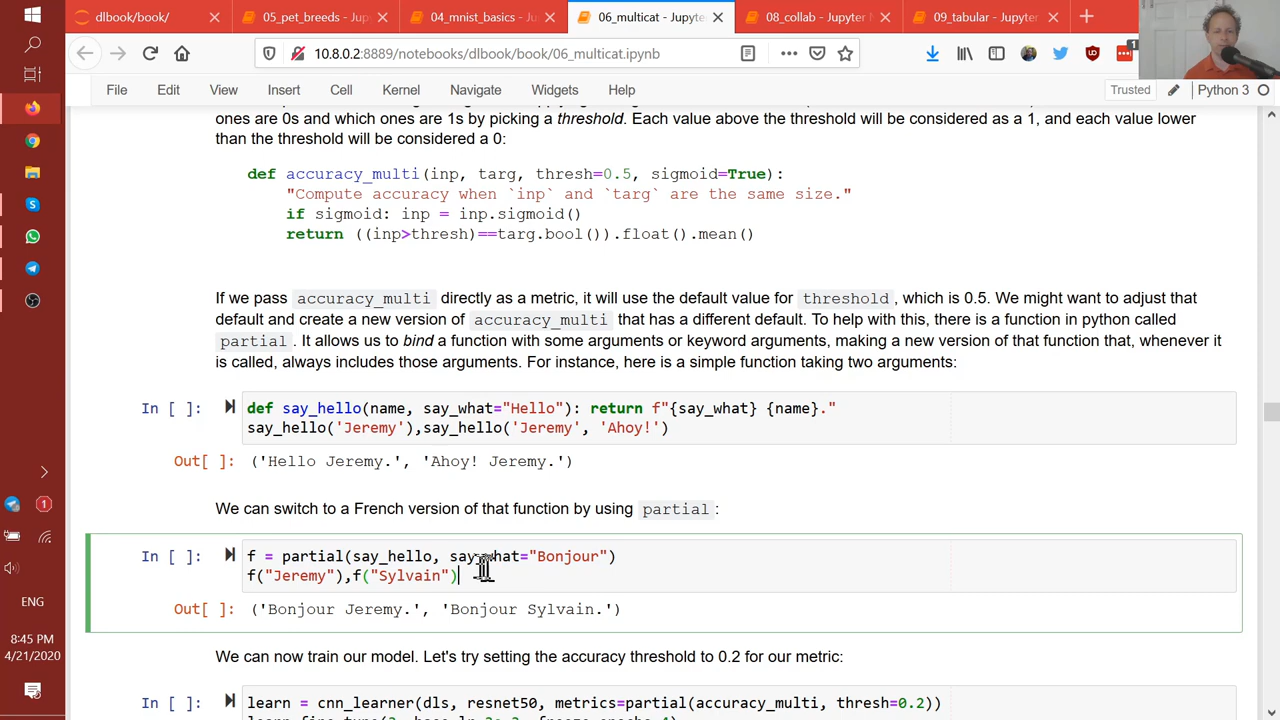 dlbook/book/
05_pet_breeds - Jupyte
04_mnist_basics - Jupyt
06_multicat - Jupyter
08_collab - Jupyter N
09_tabular - Jupyter
10.8.0.2:8889/notebooks/dlbook/book/06_multicat.ipynb
1
File Edit View Insert Cell Kernel Navigate Widgets Help
Trusted
Python 3
ones are 0s and which ones are 1s by picking a threshold. Each value above the threshold will be considered as a 1, and each value lower
than the threshold will be considered a 0:
def accuracy_multi(inp, targ, thresh=0.5, sigmoid=True):
"Compute accuracy when `inp` and `targ` are the same size."
if sigmoid: inp = inp.sigmoid()
return ((inp>thresh)==targ.bool()).float().mean()
If we pass accuracy_multi directly as a metric, it will use the default value for threshold, which is 0.5. We might want to adjust that
default and create a new version of accuracy_multi that has a different default. To help with this, there is a function in python called
partial. It allows us to bind a function with some arguments or keyword arguments, making a new version of that function that, whenever it
is called, always includes those arguments. For instance, here is a simple function taking two arguments:
In [ ]: def say_hello(name, say_what="Hello"): return f"{say_what} {name}."
say_hello('Jeremy'),say_hello('Jeremy', 'Ahoy!')
Out[ ]: ('Hello Jeremy.', 'Ahoy! Jeremy.')
We can switch to a French version of that function by using partial:
In [ ]: f = partial(say_hello, say_what="Bonjour")
f("Jeremy"),f("Sylvain")
Out[ ]: ('Bonjour Jeremy.', 'Bonjour Sylvain.')
We can now train our model. Let's try setting the accuracy threshold to 0.2 for our metric:
In [ ]: learn = cnn_learner(dls, resnet50, metrics=partial(accuracy_multi, thresh=0.2))
1
ENG
8:45 PM
4/21/2020